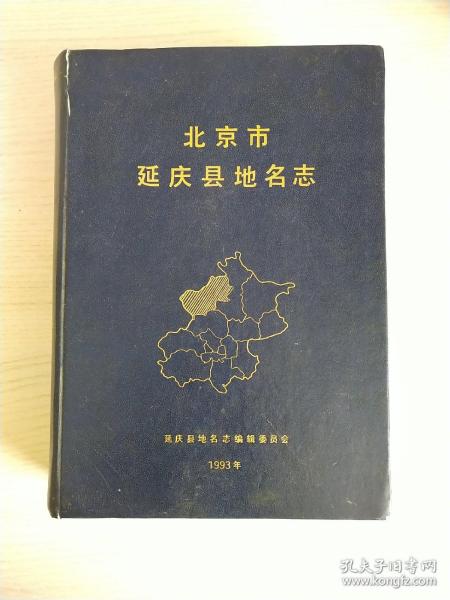 北京市
延庆县地名志
延庆县地名志编辑委员会
1993年
孔夫子旧书网
www.kongfz.com